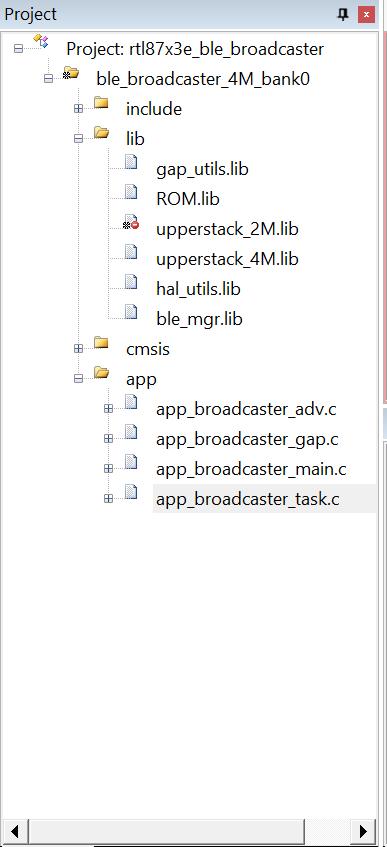 Project
Project: rtl87x3e_ble_broadcaster
ble_broadcaster_4M_bank0
include
lib
gap_utils.lib
ROM.lib
upperstack_2M.lib
upperstack_4M.lib
hal_utils.lib
ble_mgr.lib
cmsis
app
app_broadcaster_adv.c
app_broadcaster_gap.c
app_broadcaster_main.c
app_broadcaster_task.c